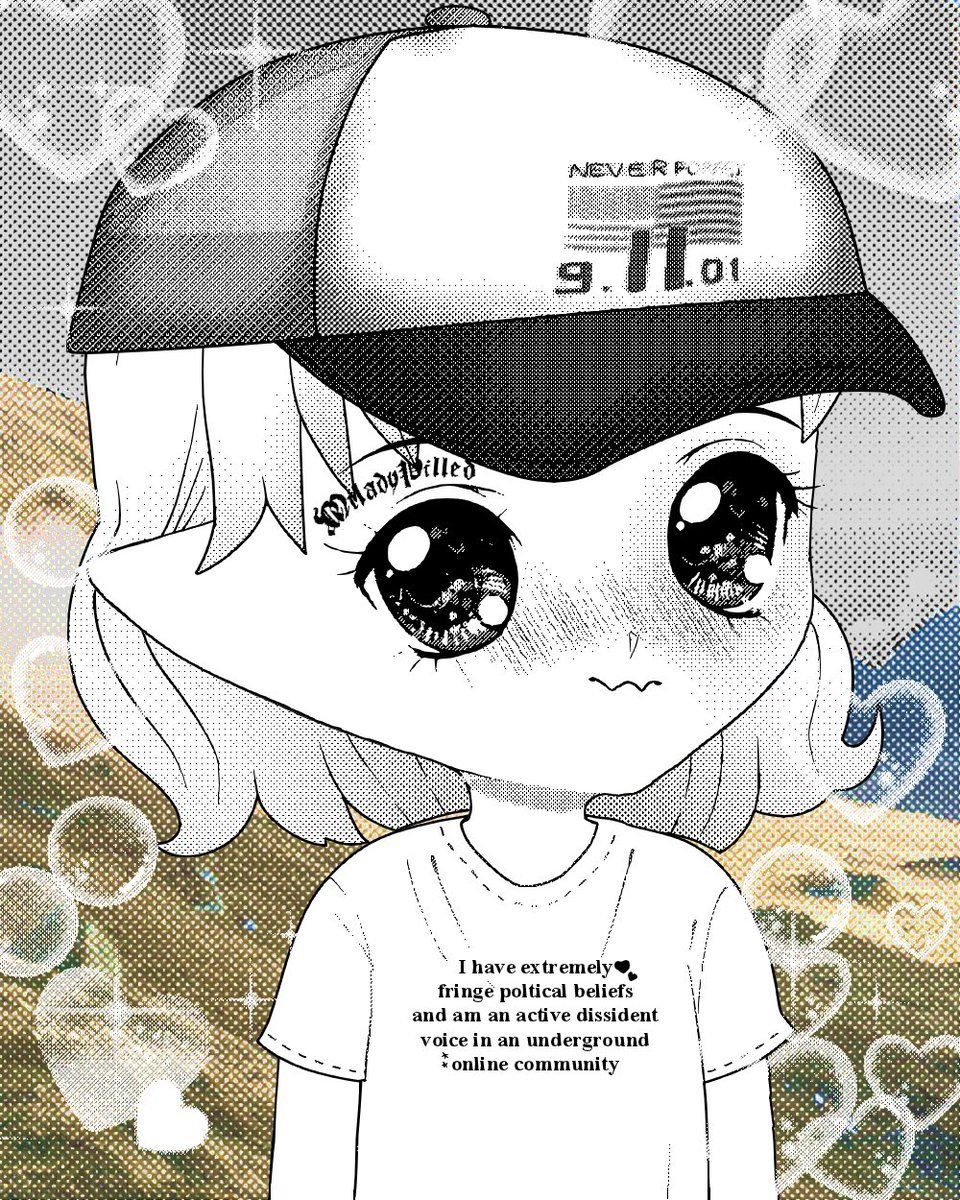 NEVER
9.11.01
MiladyPilled
I have extremely
fringe poltical beliefs
and am an active dissident
voice in an underground
online community